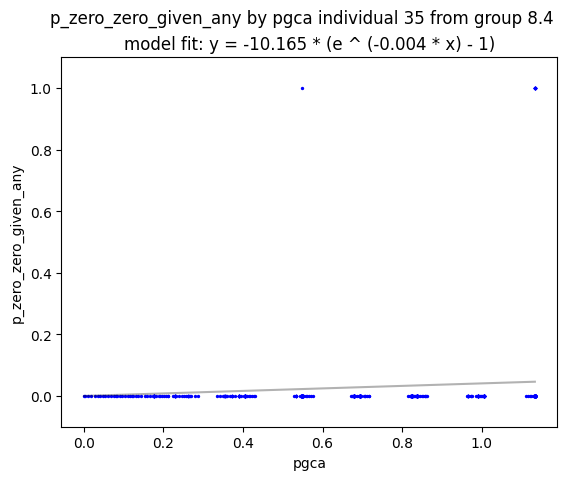 p_zero_zero_given_any by pgca individual 35 from group 8.4
model fit: y = -10.165 * (e ^ (-0.004 * x) - 1)
1.0
0.8
0.6
0.4
0.2
0.0
p_zero_zero_given_any
0.0 0.2 0.4 0.6 0.8 1.0
pgca